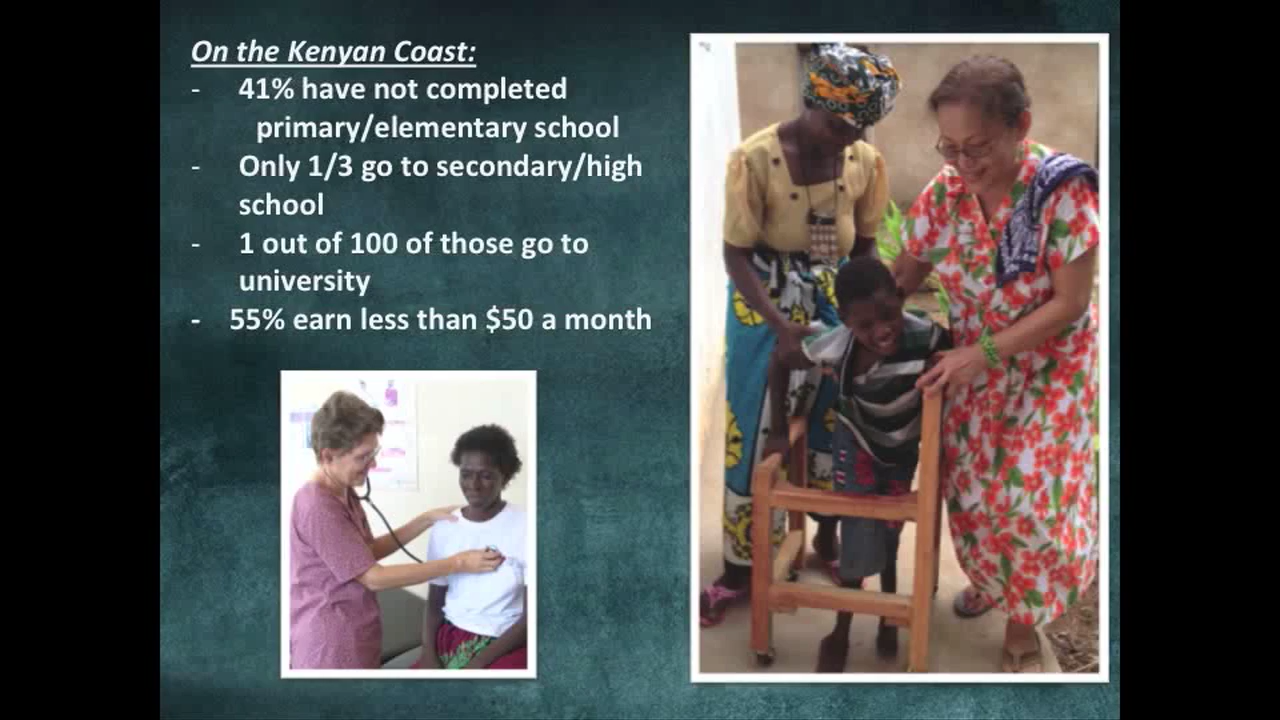 On the Kenyan Coast:
- 41% have not completed
primary/elementary school
- Only 1/3 go to secondary/high
school
- 1 out of 100 of those go to
university
- 55% earn less than $50 a month